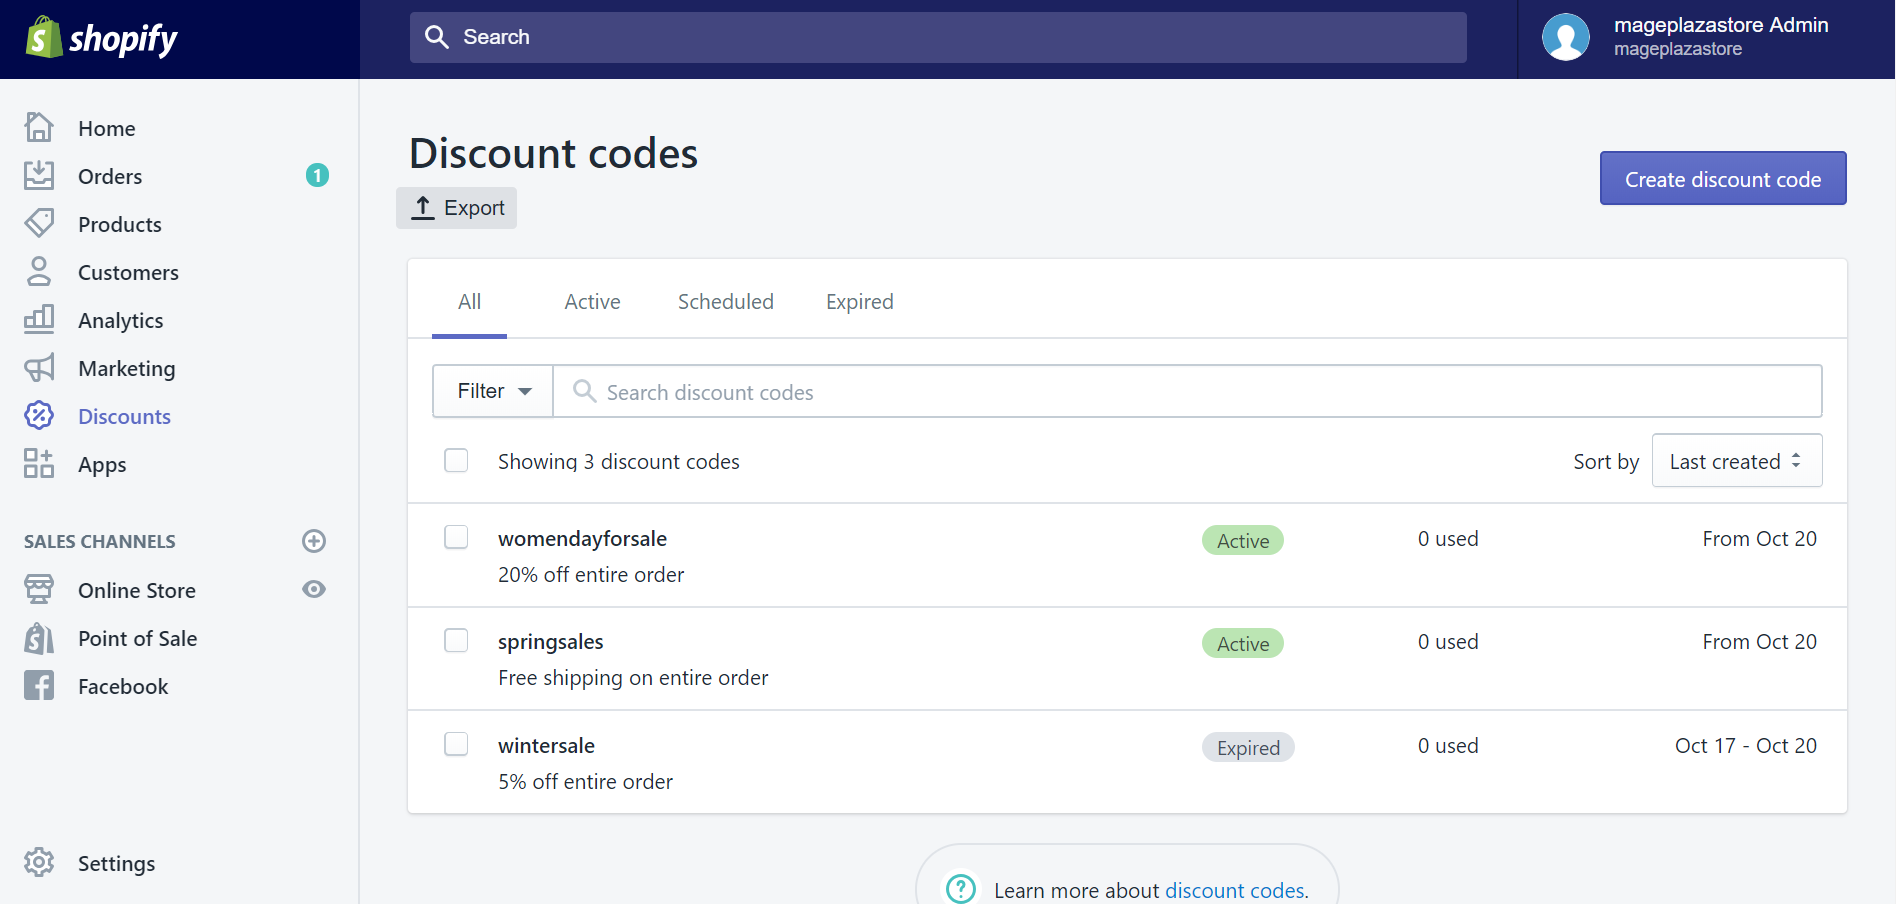 shopify
Search
mageplazastore Admin
mageplazastore
Home
Orders 1
Products
Customers
Analytics
Marketing
Discounts
Apps
SALES CHANNELS
Online Store
Point of Sale
Facebook
Settings
Discount codes
Export
Create discount code
All Active Scheduled Expired
Filter Search discount codes
Showing 3 discount codes Sort by Last created
womendayforsale Active 0 used From Oct 20
20% off entire order
springsales Active 0 used From Oct 20
Free shipping on entire order
wintersale Expired 0 used Oct 17 - Oct 20
5% off entire order
? Learn more about discount codes.